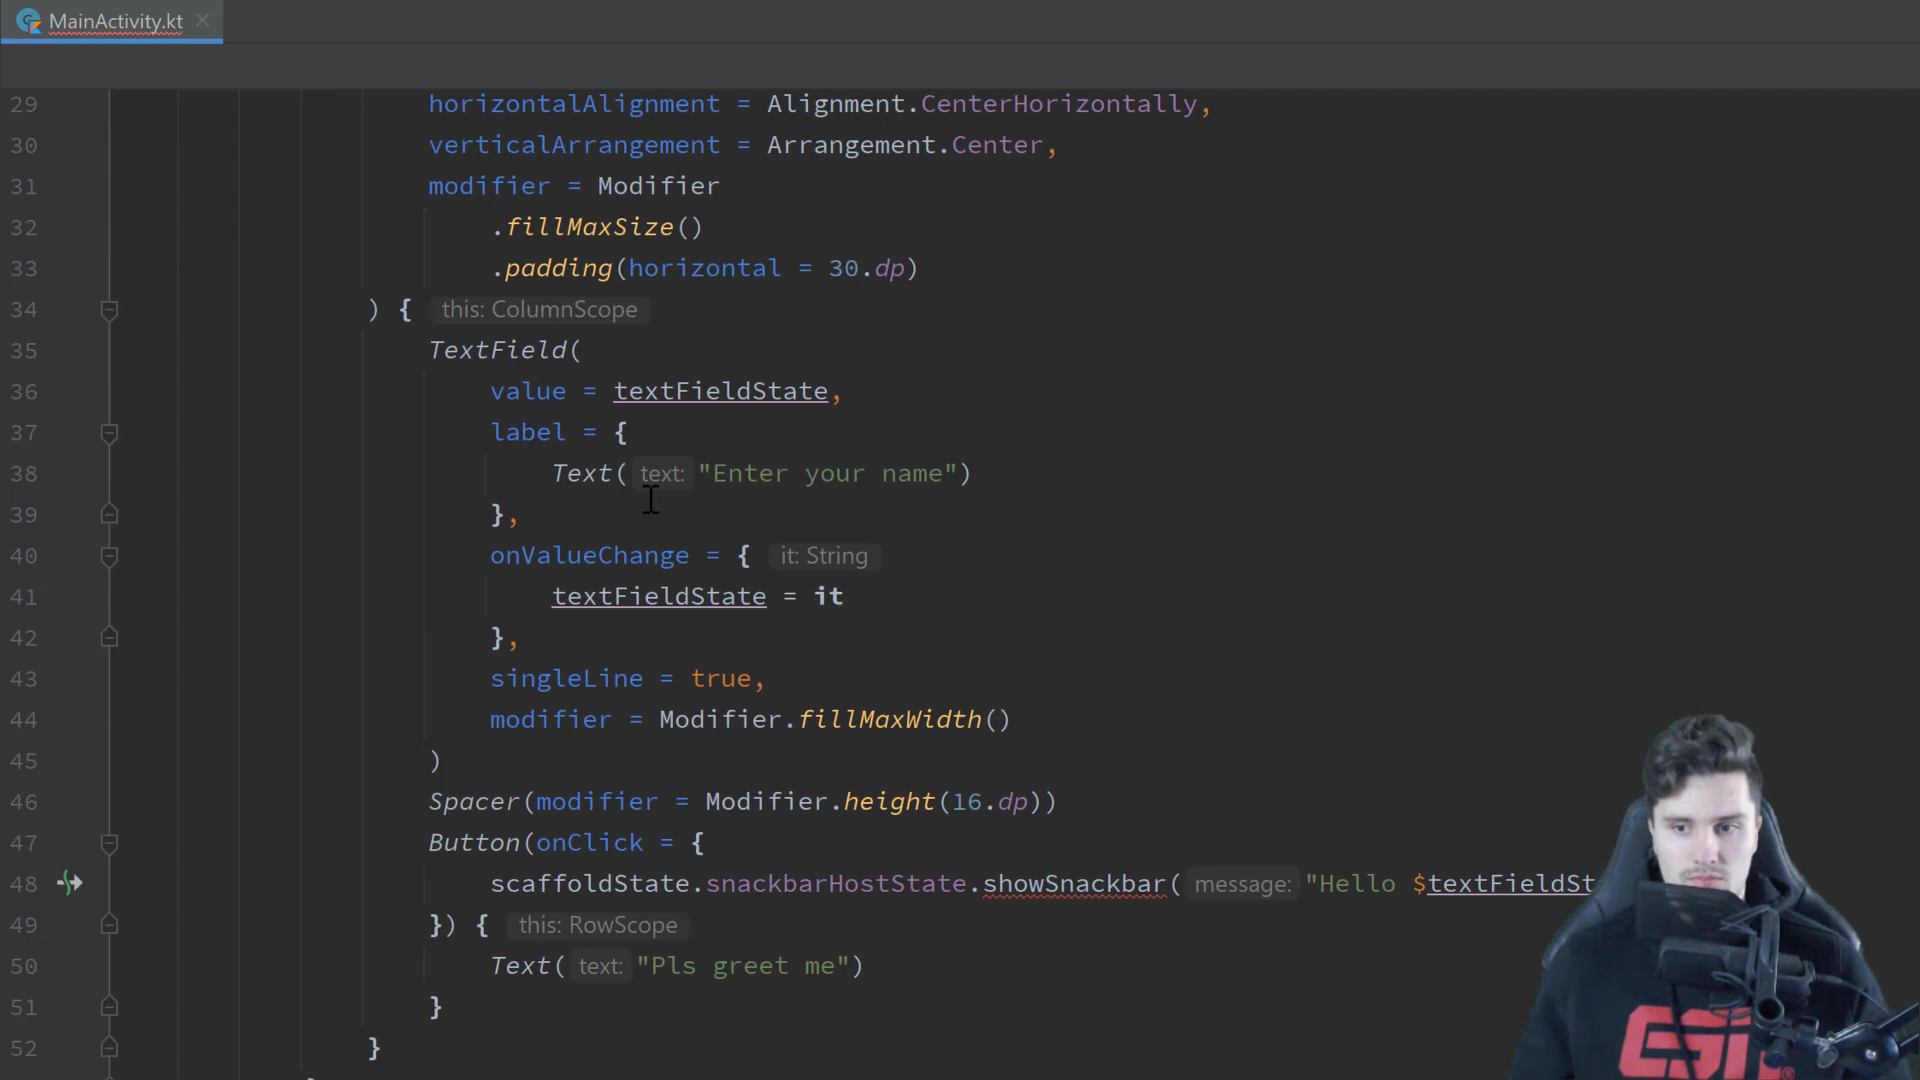 MainActivity.kt
29 horizontalAlignment = Alignment.CenterHorizontally,
30 verticalArrangement = Arrangement.Center,
31 modifier = Modifier
32 .fillMaxSize()
33 .padding(horizontal = 30.dp)
34 ) { this: ColumnScope
35 TextField(
36 value = textFieldState,
37 label = {
38 Text( text: "Enter your name")
39 },
40 onValueChange = { it: String
41 textFieldState = it
42 },
43 singleLine = true,
44 modifier = Modifier.fillMaxWidth()
45 )
46 Spacer(modifier = Modifier.height(16.dp))
47 Button(onClick = {
48 scaffoldState.snackbarHostState.showSnackbar( message: "Hello $textFieldSt
49 }) { this: RowScope
50 Text( text: "Pls greet me")
51 }
52 }